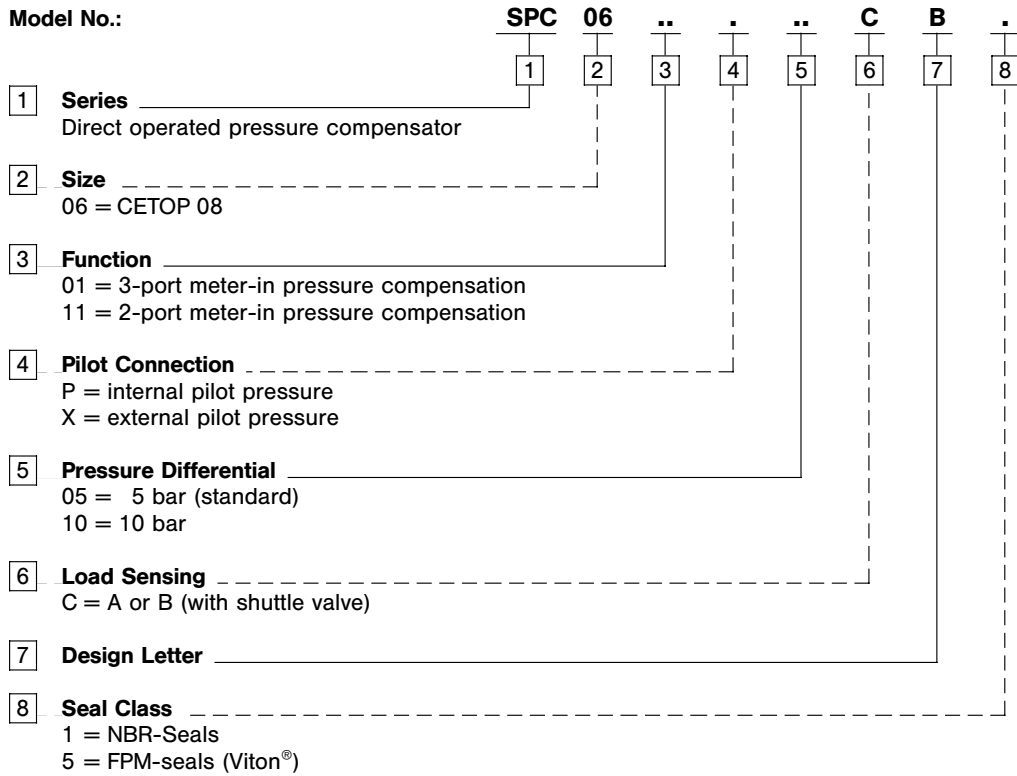 Model No.: SPC 06 .. . .. C B .
1 2 3 4 5 6 7 8
1 Series
Direct operated pressure compensator
2 Size
06 = CETOP 08
3 Function
01 = 3-port meter-in pressure compensation
11 = 2-port meter-in pressure compensation
4 Pilot Connection
P = internal pilot pressure
X = external pilot pressure
5 Pressure Differential
05 = 5 bar (standard)
10 = 10 bar
6 Load Sensing
C = A or B (with shuttle valve)
7 Design Letter
8 Seal Class
1 = NBR-Seals
5 = FPM-seals (Viton®)